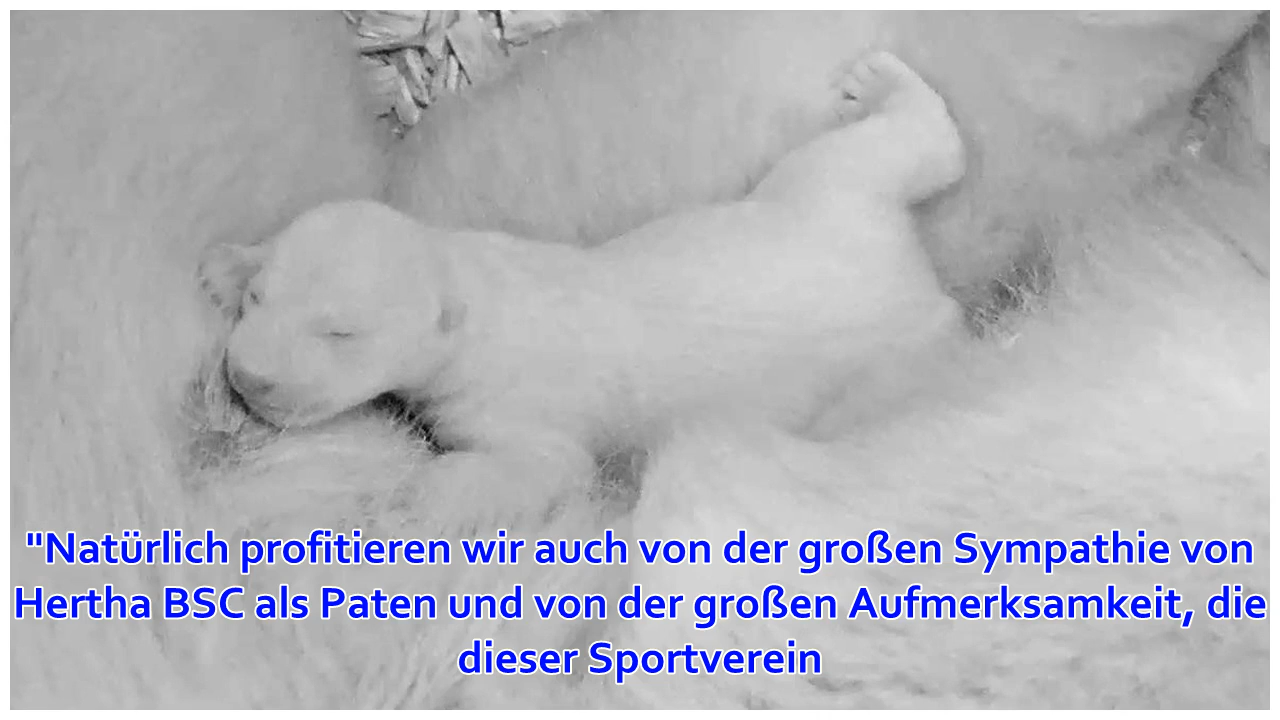 "Natürlich profitieren wir auch von der großen Sympathie von
Hertha BSC als Paten und von der großen Aufmerksamkeit, die
dieser Sportverein